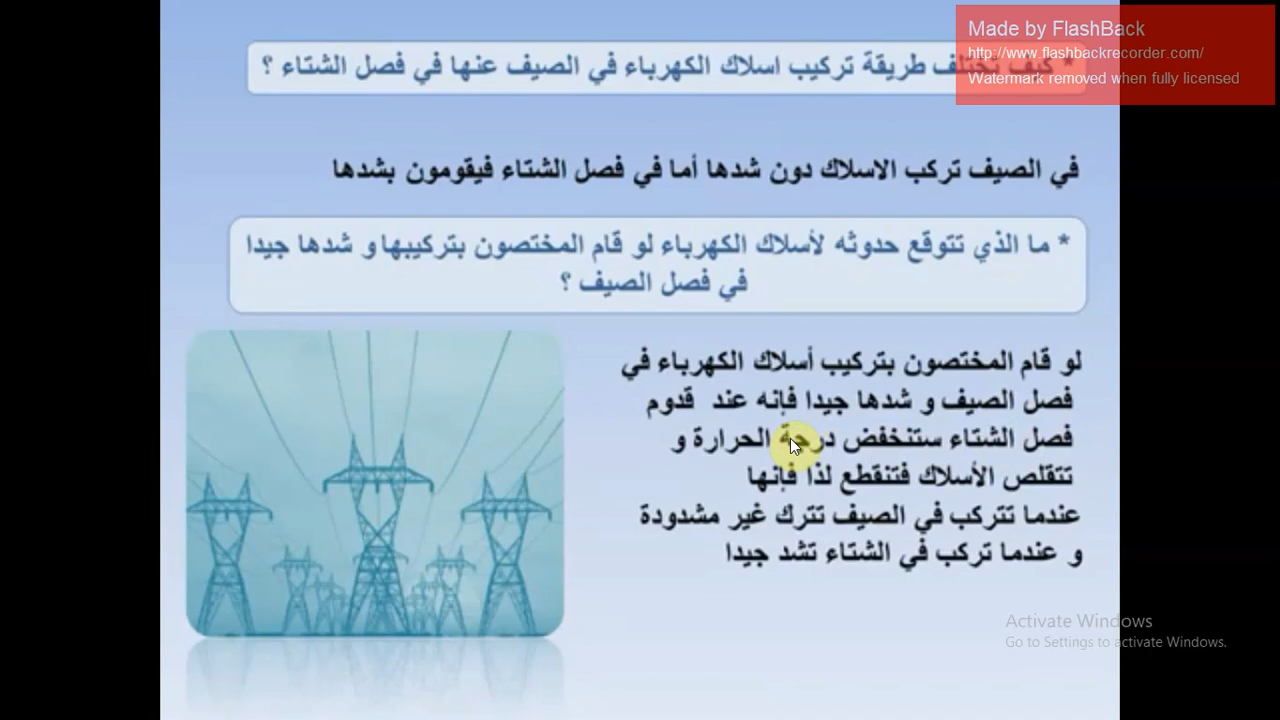 Made by FlashBack
http://www.flashbackrecorder.com/
Watermark removed when fully licensed
* كيف تختلف طريقة تركيب اسلاك الكهرباء في الصيف عنها في فصل الشتاء ؟
في الصيف تركب الاسلاك دون شدها أما في فصل الشتاء فيقومون بشدها
* ما الذي تتوقع حدوثه لأسلاك الكهرباء لو قام المختصون بتركيبها و شدها جيدا
في فصل الصيف ؟
لو قام المختصون بتركيب أسلاك الكهرباء في
فصل الصيف و شدها جيدا فإنه عند قدوم
فصل الشتاء ستنخفض درجة الحرارة و
تتقلص الأسلاك فتنقطع لذا فإنها
عندما تتركب في الصيف تترك غير مشدودة
و عندما تركب في الشتاء تشد جيدا
Activate Windows
Go to Settings to activate Windows.